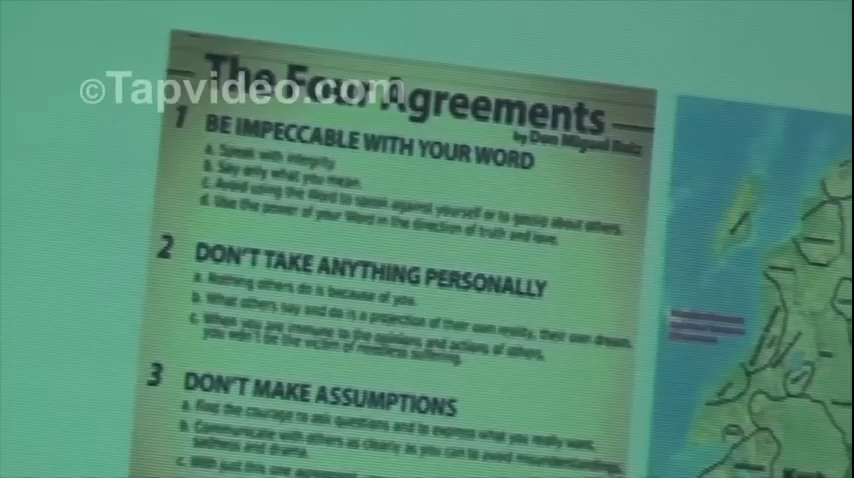 ©Tapvideo.com
The Four Agreements
by Don Miguel Ruiz
1 BE IMPECCABLE WITH YOUR WORD
a. Speak with integrity.
b. Say only what you mean.
c. Avoid using the Word to speak against yourself or to gossip about others.
d. Use the power of your Word in the direction of truth and love.
2 DON'T TAKE ANYTHING PERSONALLY
a. Nothing others do is because of you.
b. What others say and do is a projection of their own reality, their own dream.
c. When you are immune to the opinions and actions of others,
you won't be the victim of needless suffering.
3 DON'T MAKE ASSUMPTIONS
a. Find the courage to ask questions and to express what you really want.
b. Communicate with others as clearly as you can to avoid misunderstandings,
sadness and drama.
c. With just this one agreement,